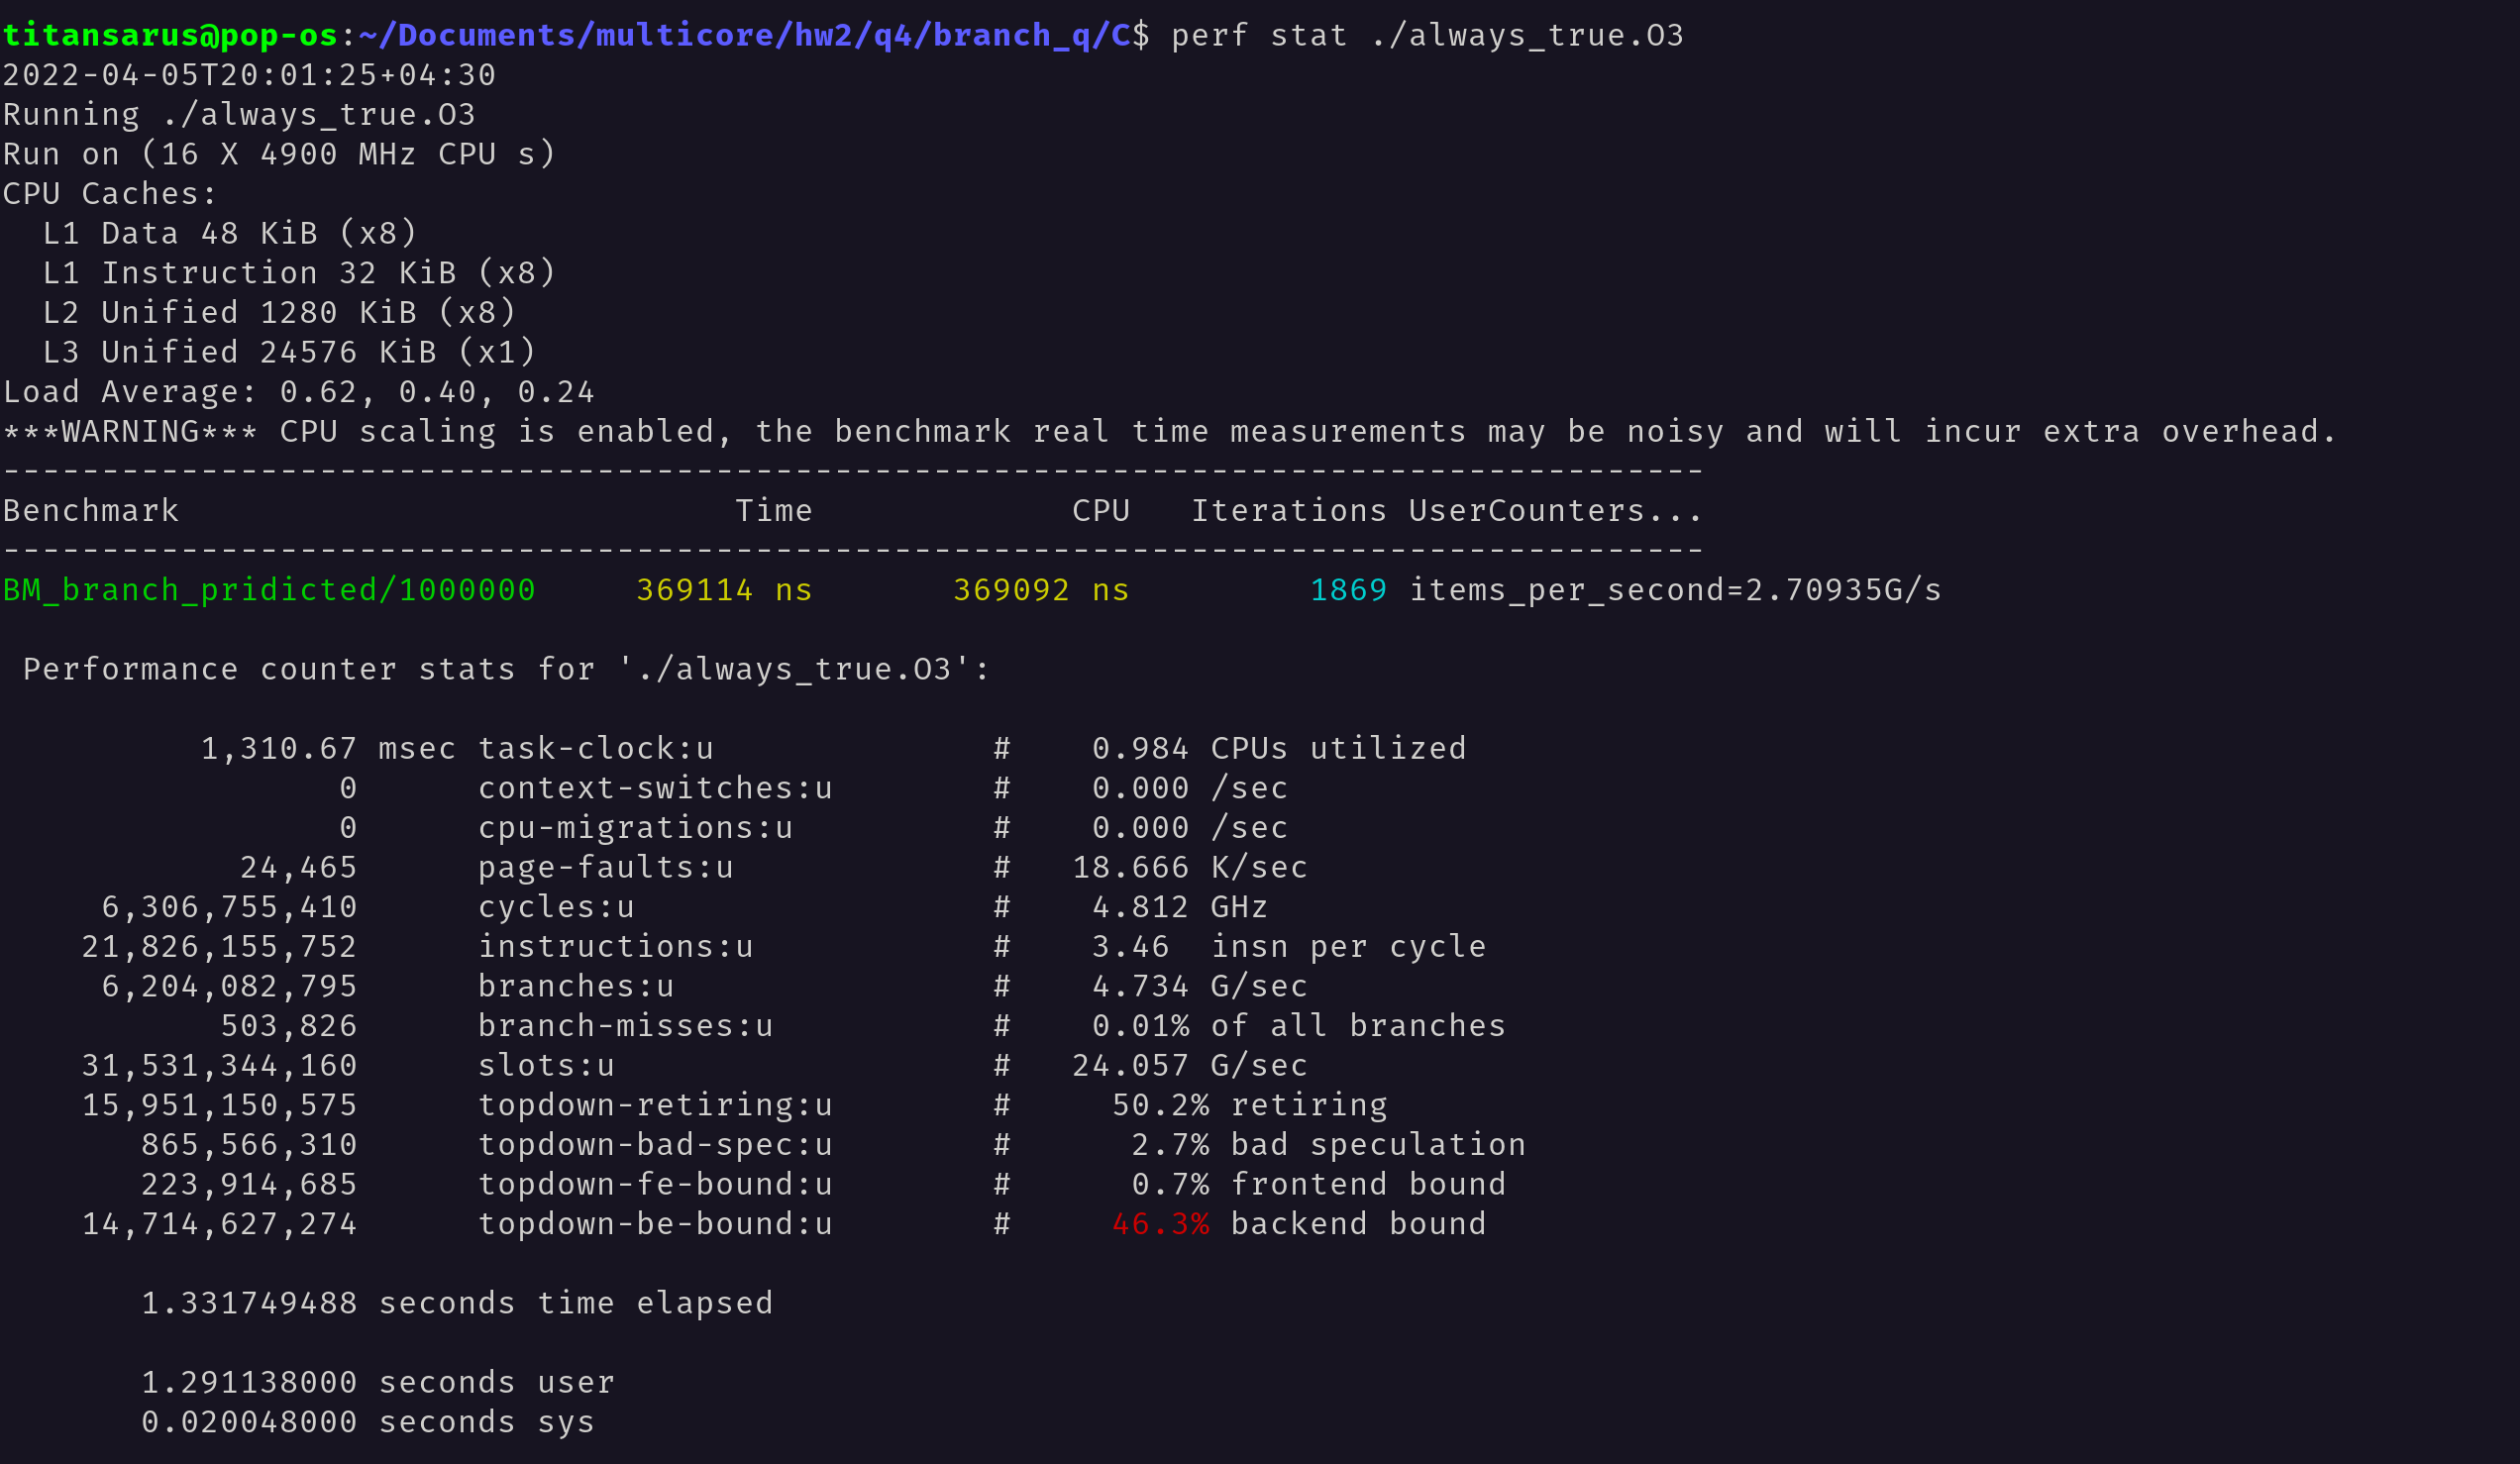 titansarus@pop-os:~/Documents/multicore/hw2/q4/branch_q/C$ perf stat ./always_true.O3
2022-04-05T20:01:25+04:30
Running ./always_true.O3
Run on (16 X 4900 MHz CPU s)
CPU Caches:
  L1 Data 48 KiB (x8)
  L1 Instruction 32 KiB (x8)
  L2 Unified 1280 KiB (x8)
  L3 Unified 24576 KiB (x1)
Load Average: 0.62, 0.40, 0.24
***WARNING*** CPU scaling is enabled, the benchmark real time measurements may be noisy and will incur extra overhead.
--------------------------------------------------------------------------------------
Benchmark                            Time             CPU   Iterations UserCounters...
--------------------------------------------------------------------------------------
BM_branch_pridicted/1000000     369114 ns       369092 ns         1869 items_per_second=2.70935G/s

 Performance counter stats for './always_true.O3':

          1,310.67 msec task-clock:u              #    0.984 CPUs utilized
                 0      context-switches:u        #    0.000 /sec
                 0      cpu-migrations:u          #    0.000 /sec
            24,465      page-faults:u             #   18.666 K/sec
     6,306,755,410      cycles:u                  #    4.812 GHz
    21,826,155,752      instructions:u            #    3.46  insn per cycle
     6,204,082,795      branches:u                #    4.734 G/sec
           503,826      branch-misses:u           #    0.01% of all branches
    31,531,344,160      slots:u                   #   24.057 G/sec
    15,951,150,575      topdown-retiring:u        #     50.2% retiring
       865,566,310      topdown-bad-spec:u        #      2.7% bad speculation
       223,914,685      topdown-fe-bound:u        #      0.7% frontend bound
    14,714,627,274      topdown-be-bound:u        #     46.3% backend bound

       1.331749488 seconds time elapsed

       1.291138000 seconds user
       0.020048000 seconds sys